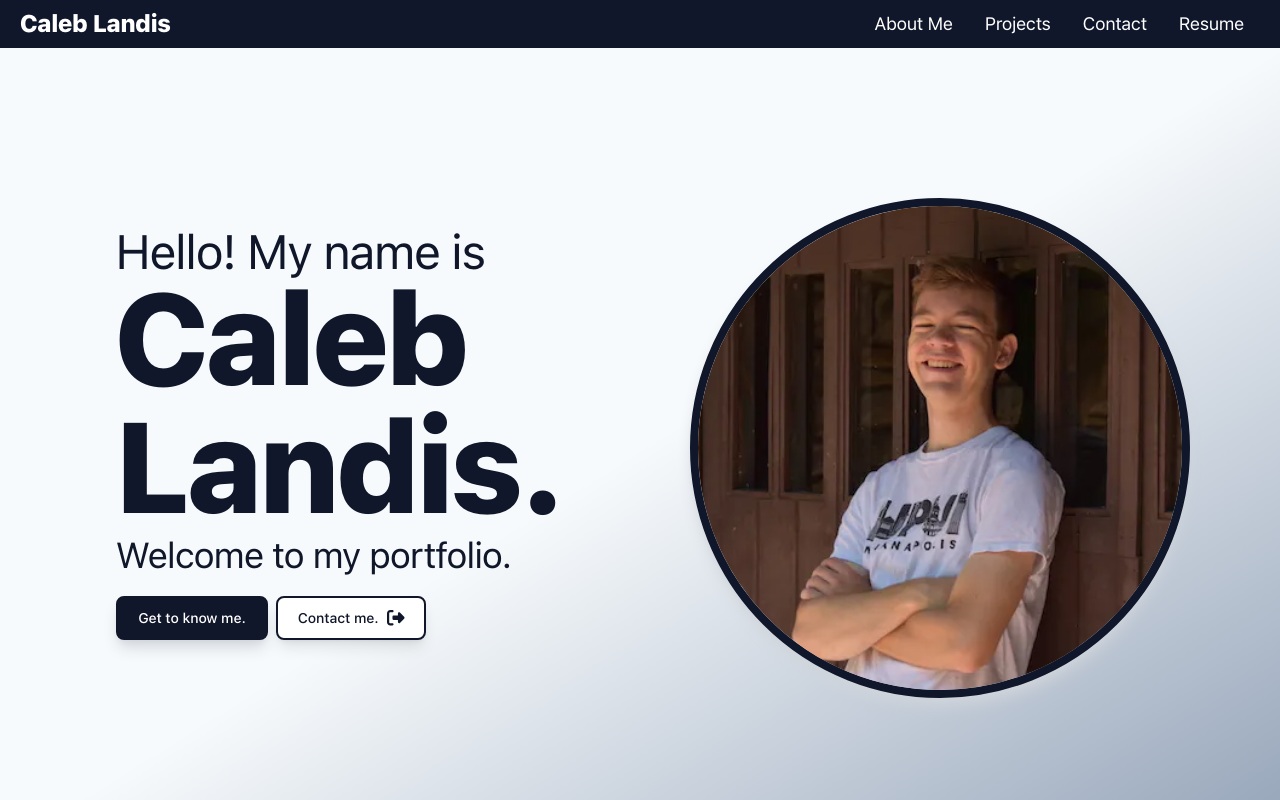 Caleb Landis
About Me Projects Contact Resume
Hello! My name is
Caleb
Landis.
Welcome to my portfolio.
Get to know me.
Contact me.
IUPUI